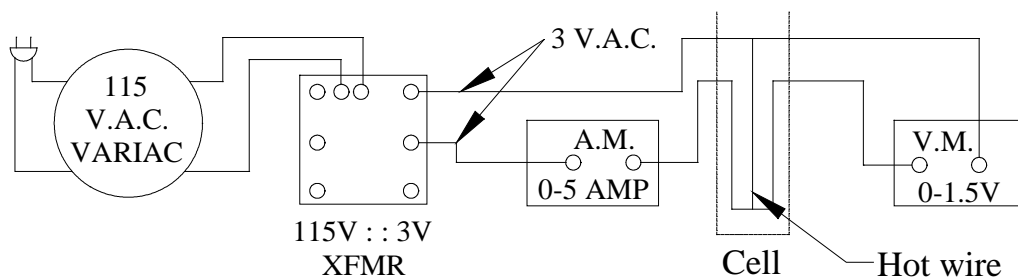 115
V.A.C.
VARIAC
3 V.A.C.
A.M.
0-5 AMP
V.M.
0-1.5V
115V : : 3V
XFMR
Cell
Hot wire